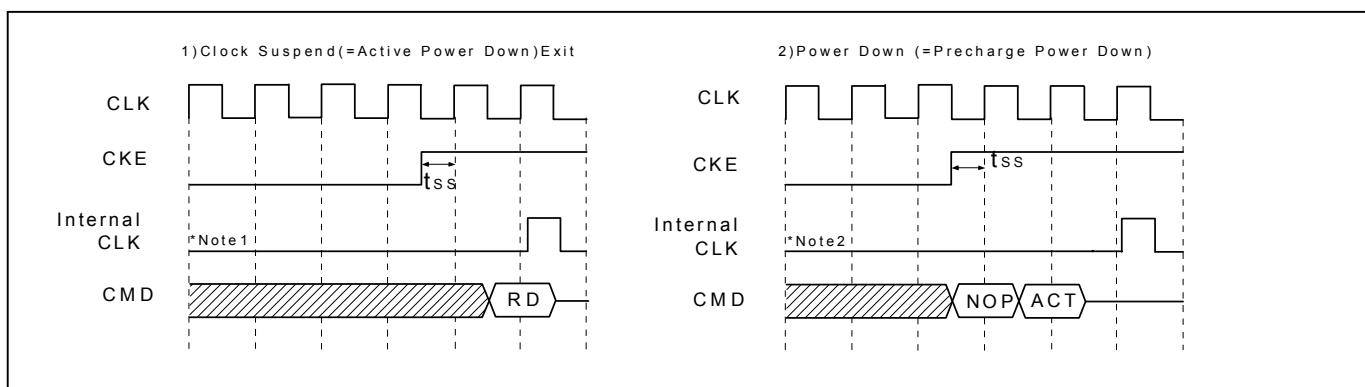 1)Clock Suspend(=Active Power Down)Exit
CLK
CKE
tss
Internal
CLK
*Note1
CMD
RD
2)Power Down (=Precharge Power Down)
CLK
CKE
tss
Internal
CLK
*Note2
CMD
NOP
ACT